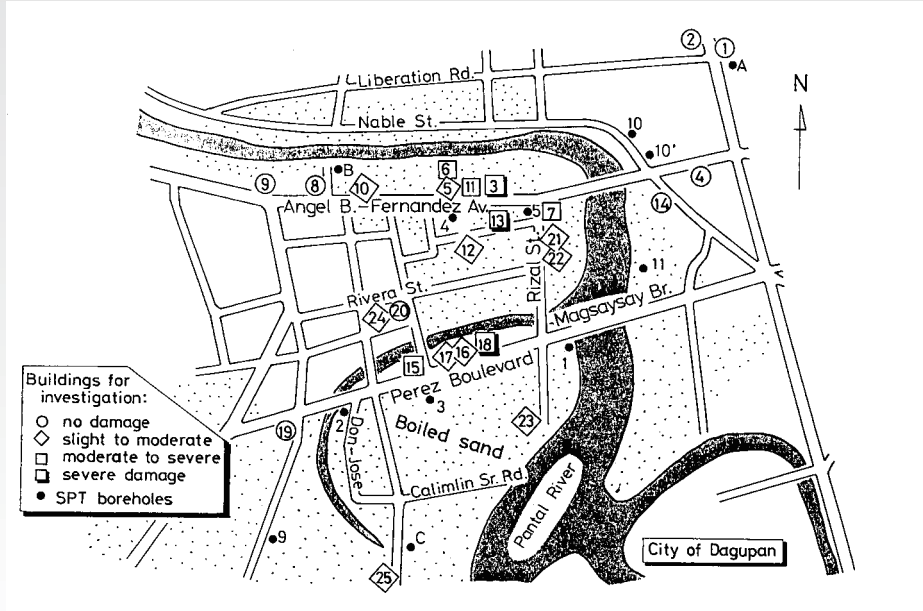 2
1
A
Liberation Rd.
N
Nable St.
10
10'
B
6
9
8
10
5
11
3
4
Angel B. Fernandez Av.
4
13
5
7
14
12
21
22
11
Rizal St.
Rivera St.
24
20
Magsaysay Br.
15
17
16
18
1
Perez Boulevard
Buildings for
investigation:
no damage
slight to moderate
moderate to severe
severe damage
SPT boreholes
3
2
19
Don-Jose
Boiled sand
23
Calimlin Sr. Rd.
Pantal River
9
C
City of Dagupan
25